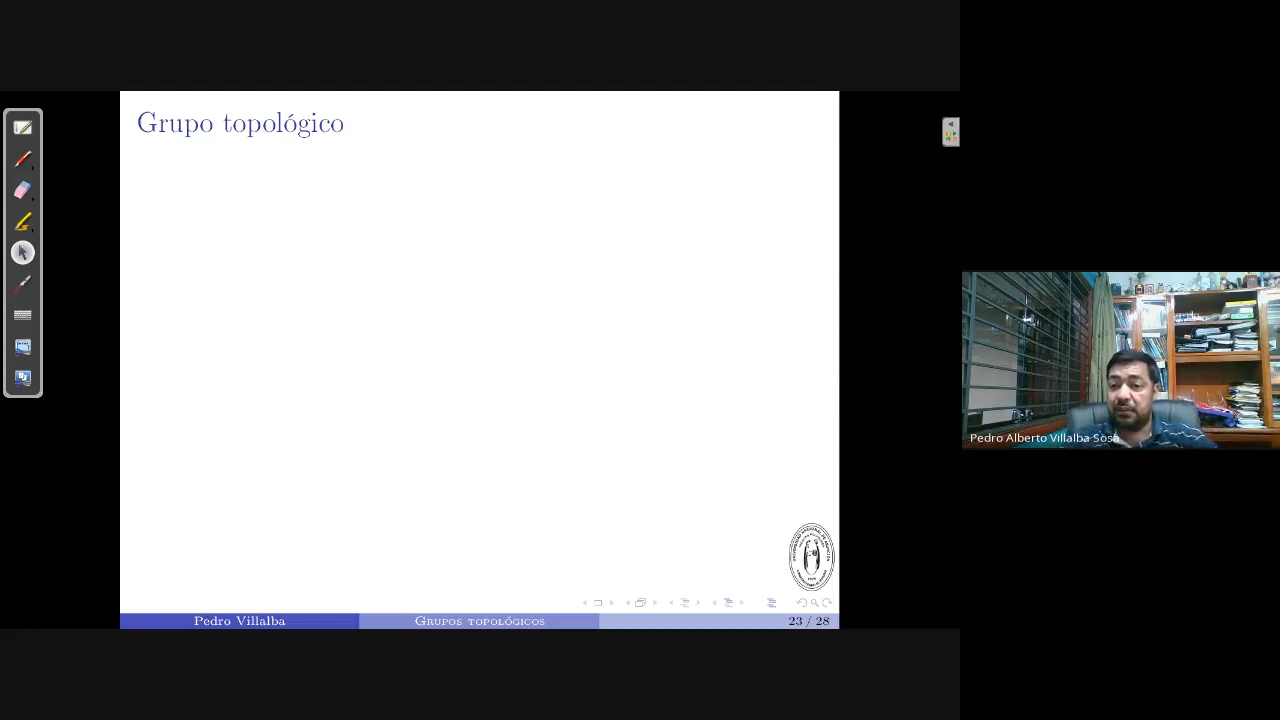 Grupo topológico
Pedro Alberto Villalba Sosa
Pedro Villalba
Grupos topológicos
23 / 28